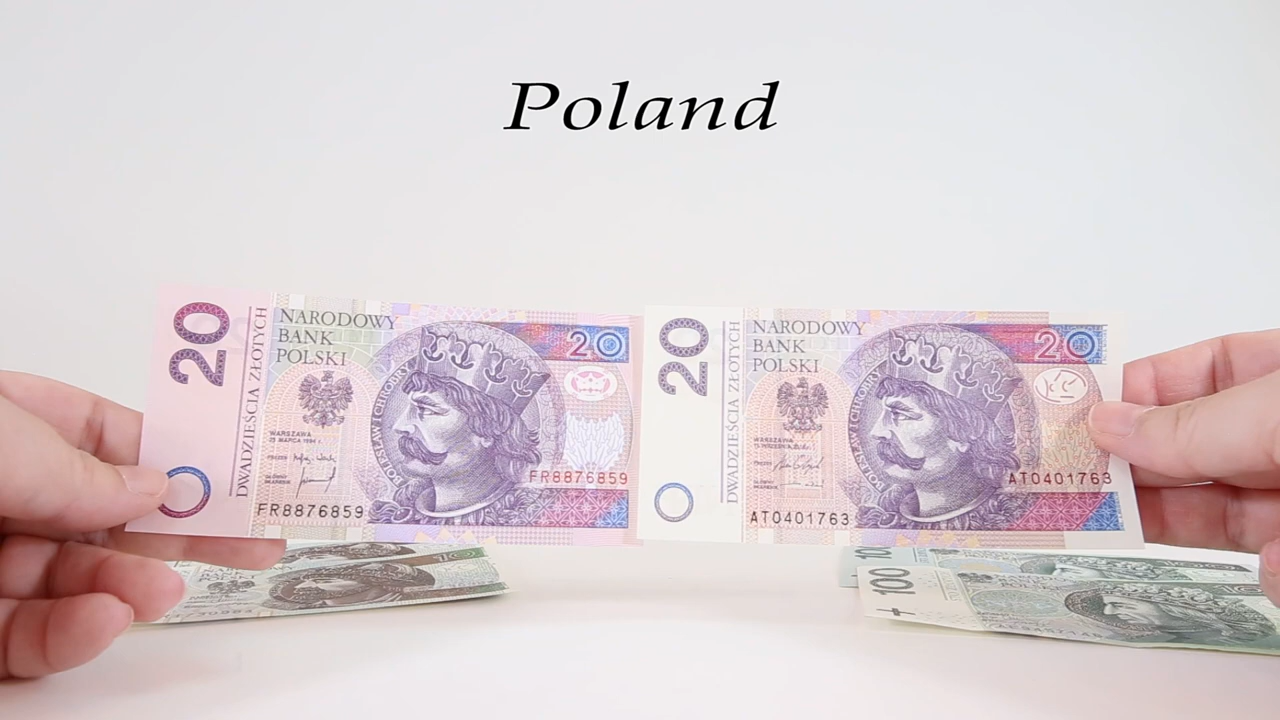 Poland
20
DWADZIEŚCIA ZŁOTYCH
NARODOWY
BANK
POLSKI
WARSZAWA
25 MARCA 1994 r.
BOLESŁAW I CHROBRY
20
FR8876859
FR8876859
20
DWADZIEŚCIA ZŁOTYCH
NARODOWY
BANK
POLSKI
WARSZAWA
BOLESŁAW I CHROBRY
20
AT0401763
AT0401763
100